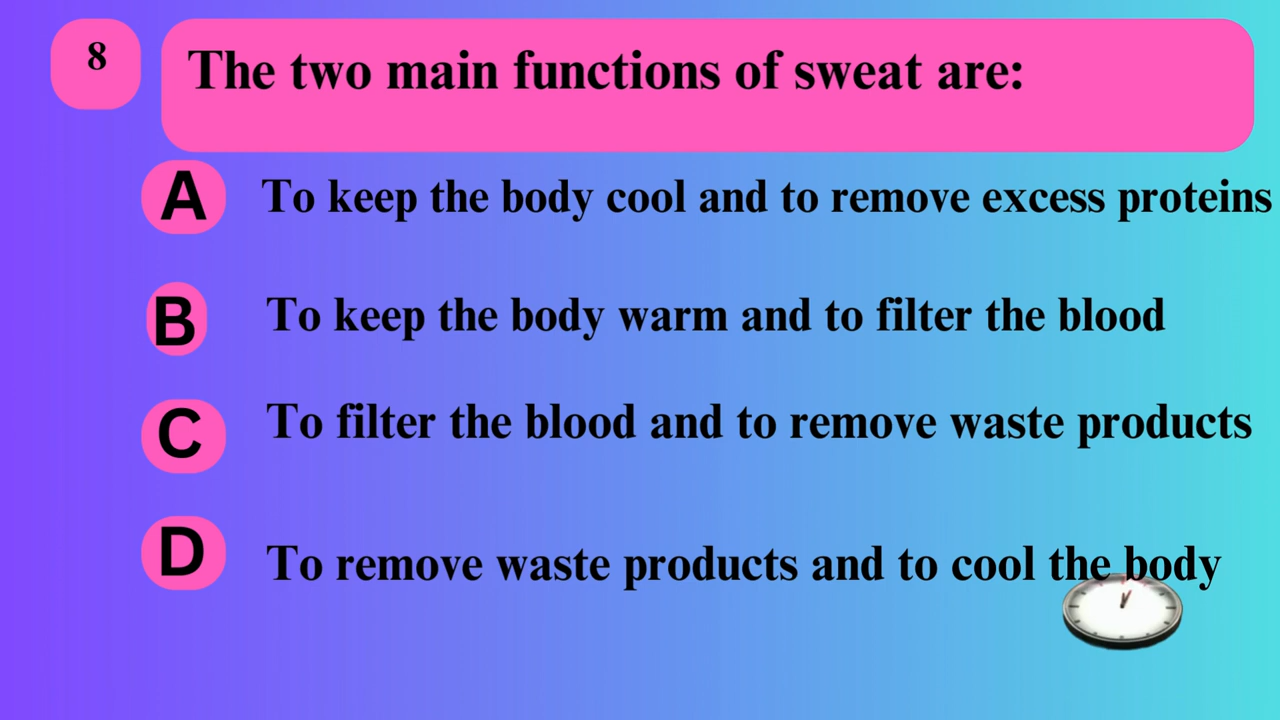 8
The two main functions of sweat are:
A
To keep the body cool and to remove excess proteins
B
To keep the body warm and to filter the blood
C
To filter the blood and to remove waste products
D
To remove waste products and to cool the body